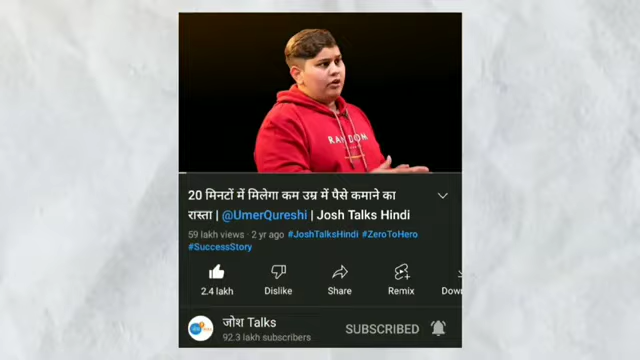 RANDOM
20 मिनटों में मिलेगा कम उम्र में पैसे कमाने का
रास्ता | @UmerQureshi | Josh Talks Hindi
59 lakh views · 2 yr ago #JoshTalksHindi #ZeroToHero
#SuccessStory
2.4 lakh Dislike Share Remix Down
जोश Talks SUBSCRIBED
92.3 lakh subscribers